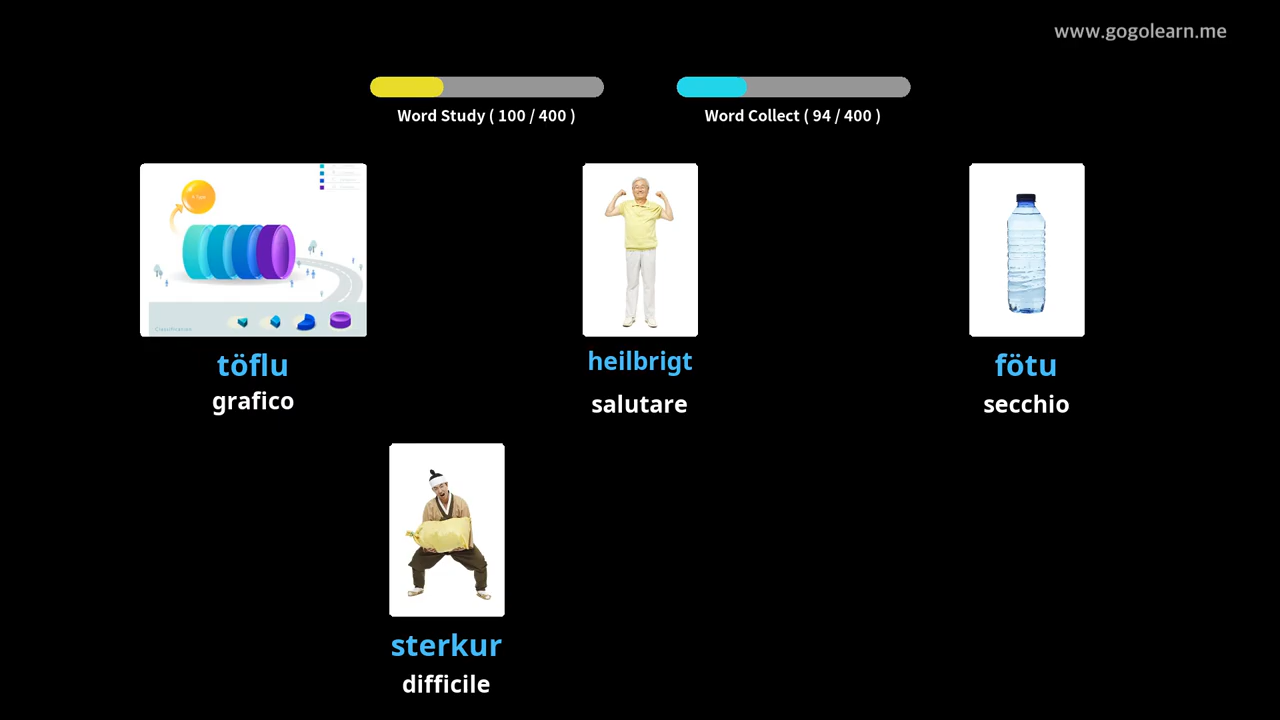 www.gogolearn.me
Word Study ( 100 / 400 )
Word Collect ( 94 / 400 )
töflu
grafico
heilbrigt
salutare
fötu
secchio
sterkur
difficile